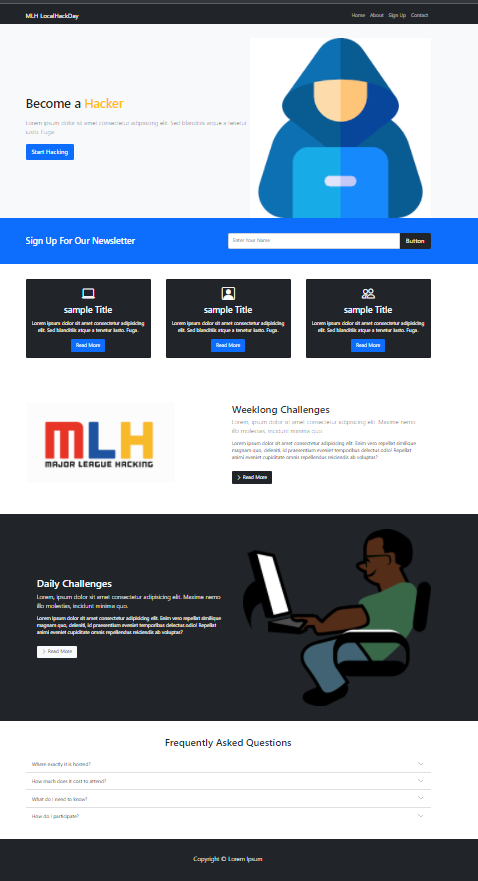 MLH LocalHackDay
Home About Sign Up Contact
Become a Hacker
Lorem ipsum dolor sit amet consectetur adipisicing elit. Sed blanditiis atque a tenetur
iusto. Fuga.
Start Hacking
Sign Up For Our Newsletter
Enter Your Name
Button
sample Title
Lorem ipsum dolor sit amet consectetur adipisicing
elit. Sed blanditiis atque a tenetur iusto. Fuga.
Read More
sample Title
Lorem ipsum dolor sit amet consectetur adipisicing
elit. Sed blanditiis atque a tenetur iusto. Fuga.
Read More
sample Title
Lorem ipsum dolor sit amet consectetur adipisicing
elit. Sed blanditiis atque a tenetur iusto. Fuga.
Read More
MLH
MAJOR LEAGUE HACKING
Weeklong Challenges
Lorem, ipsum dolor sit amet consectetur adipisicing elit. Maxime nemo
illo molestias, incidunt minima quo.
Lorem ipsum dolor sit amet consectetur adipisicing elit. Enim vero repellat similique
magnam quo, deleniti, id praesentium eveniet possimus delectus odio! Repellat
animi eveniet cupiditate omnis repellendus reiciendis ab voluptas?
Read More
Daily Challenges
Lorem, ipsum dolor sit amet consectetur adipisicing elit. Maxime nemo
illo molestias, incidunt minima quo.
Lorem ipsum dolor sit amet consectetur adipisicing elit. Enim vero repellat similique
magnam quo, deleniti, id praesentium eveniet tempore delectus odio! Repellat
animi eveniet cupiditate omnis repellendus reiciendis ab voluptas?
Read More
Frequently Asked Questions
Where exactly it is hosted?
How much does it cost to attend?
What do I need to know?
How do i participate?
Copyright © Lorem Ipsum